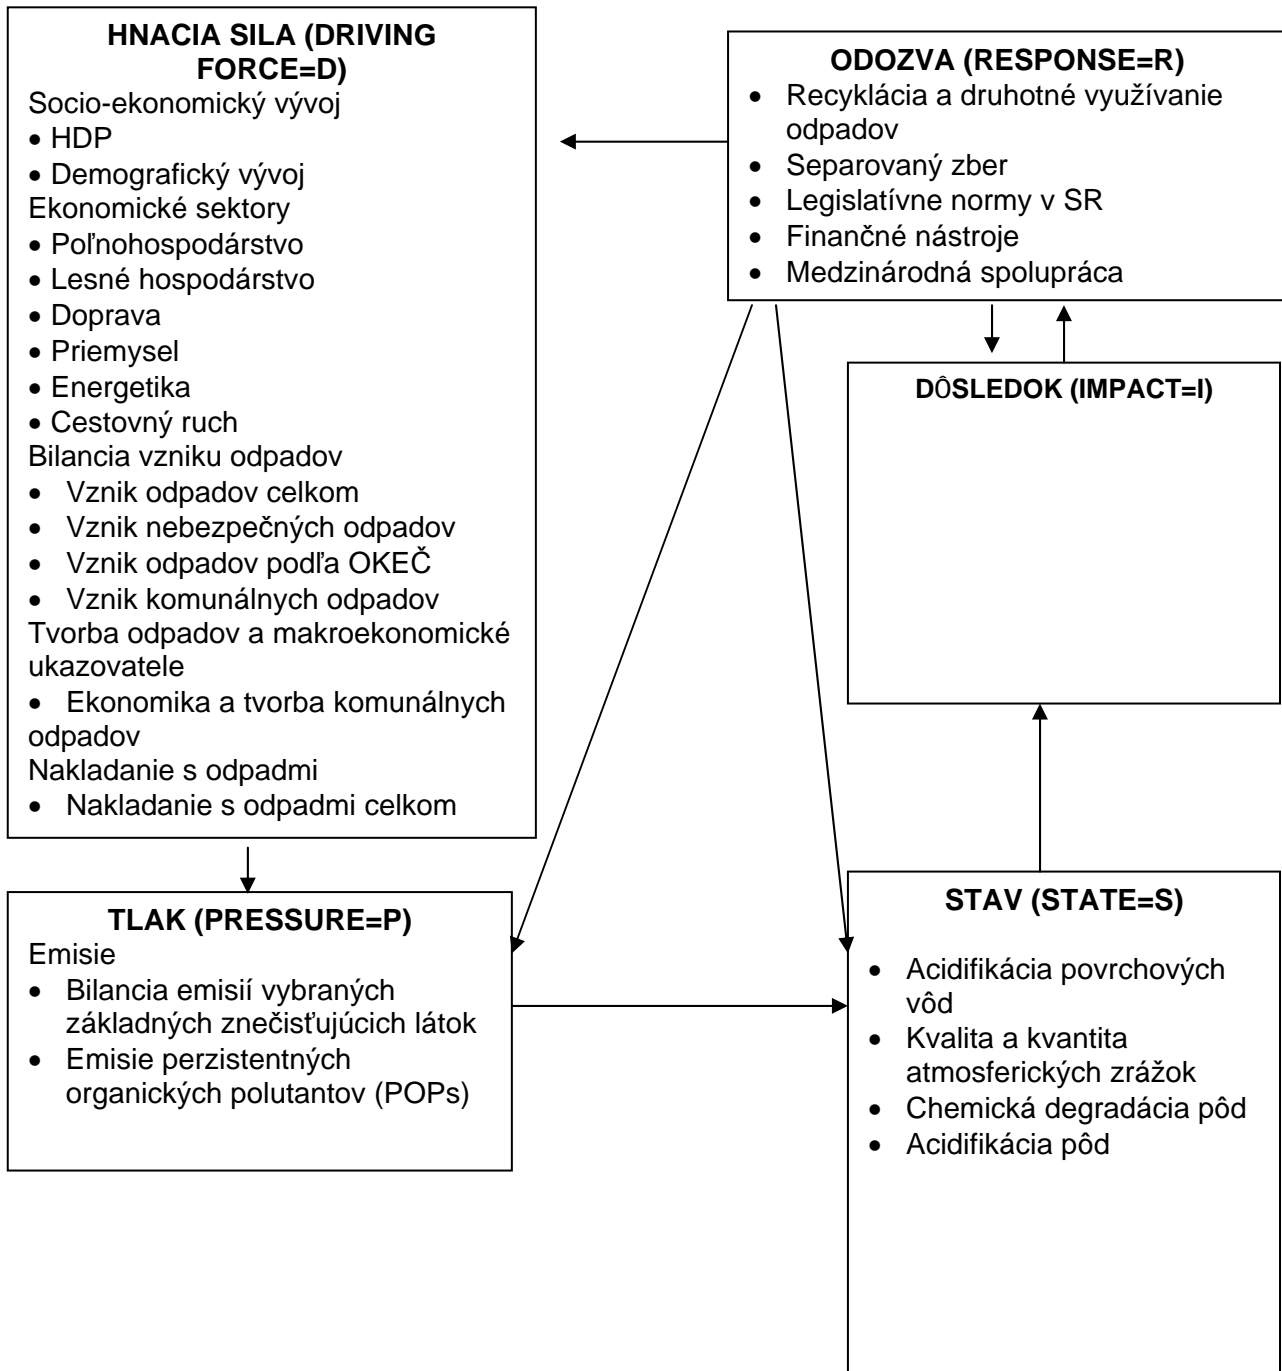 HNACIA SILA (DRIVING
FORCE=D)
Socio-ekonomický vývoj
• HDP
• Demografický vývoj
Ekonomické sektory
• Poľnohospodárstvo
• Lesné hospodárstvo
• Doprava
• Priemysel
• Energetika
• Cestovný ruch
Bilancia vzniku odpadov
• Vznik odpadov celkom
• Vznik nebezpečných odpadov
• Vznik odpadov podľa OKEČ
• Vznik komunálnych odpadov
Tvorba odpadov a makroekonomické
ukazovatele
• Ekonomika a tvorba komunálnych
odpadov
Nakladanie s odpadmi
• Nakladanie s odpadmi celkom
ODOZVA (RESPONSE=R)
• Recyklácia a druhotné využívanie
odpadov
• Separovaný zber
• Legislatívne normy v SR
• Finančné nástroje
• Medzinárodná spolupráca
DÔSLEDOK (IMPACT=I)
TLAK (PRESSURE=P)
Emisie
• Bilancia emisií vybraných
základných znečisťujúcich látok
• Emisie perzistentných
organických polutantov (POPs)
STAV (STATE=S)
• Acidifikácia povrchových
vôd
• Kvalita a kvantita
atmosferických zrážok
• Chemická degradácia pôd
• Acidifikácia pôd